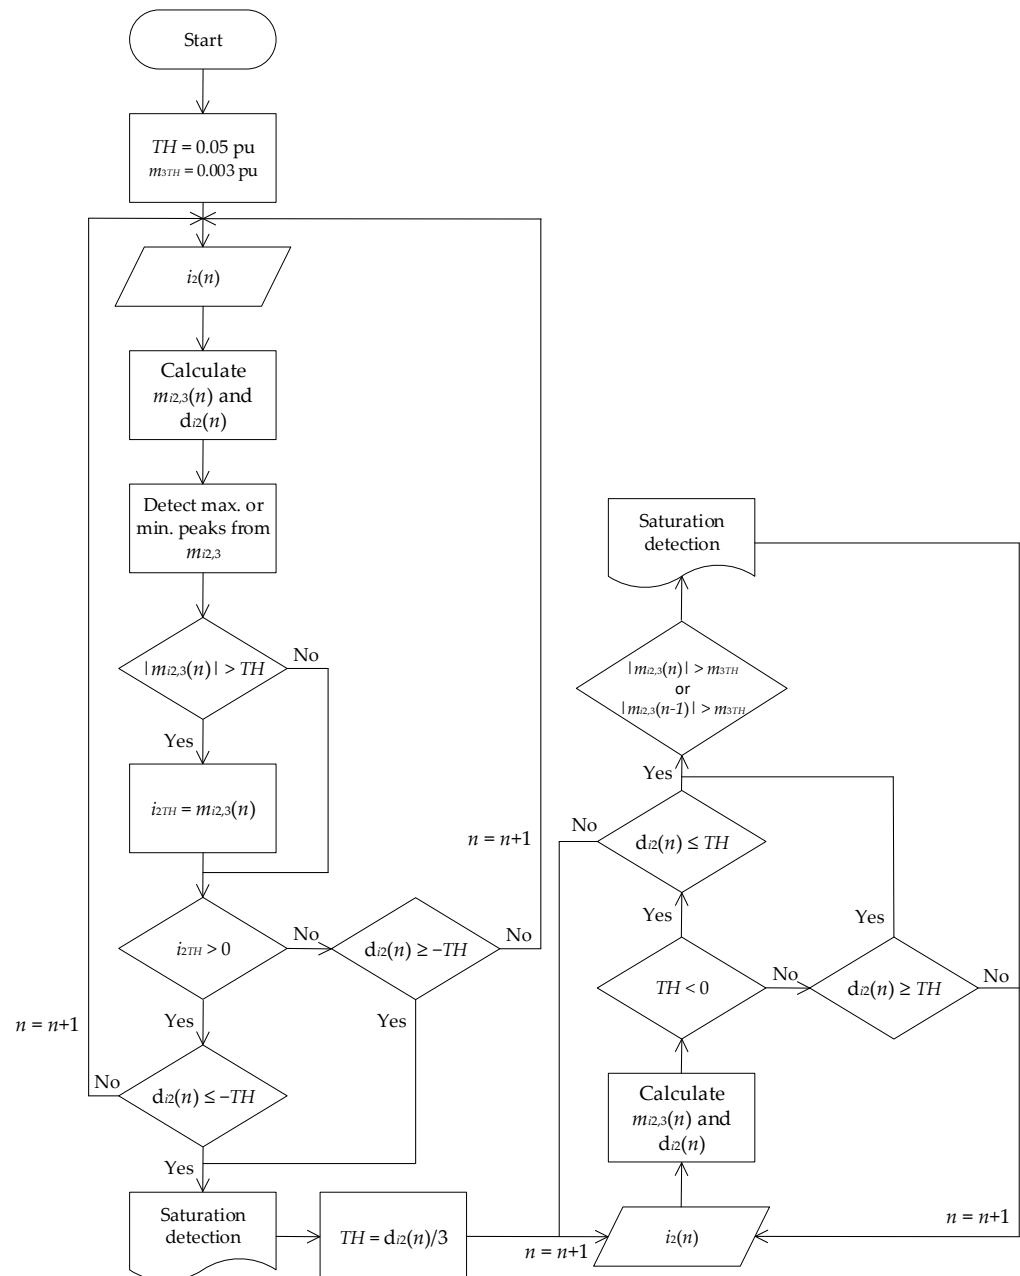 Start
TH = 0.05 pu
m3TH = 0.003 pu
i2(n)
Calculate
mi2,3(n) and
di2(n)
Detect max. or
min. peaks from
mi2,3
|mi2,3(n)| > TH
No
Yes
i2TH = mi2,3(n)
n = n+1
i2TH > 0
No
di2(n) ≥ −TH
No
Yes
Yes
n = n+1
No
di2(n) ≤ −TH
Yes
Saturation
detection
TH = di2(n)/3
n = n+1
i2(n)
n = n+1
Calculate
mi2,3(n) and
di2(n)
TH < 0
No
di2(n) ≥ TH
No
Yes
Yes
di2(n) ≤ TH
No
Yes
|mi2,3(n)| > m3TH
or
|mi2,3(n-1)| > m3TH
Saturation
detection